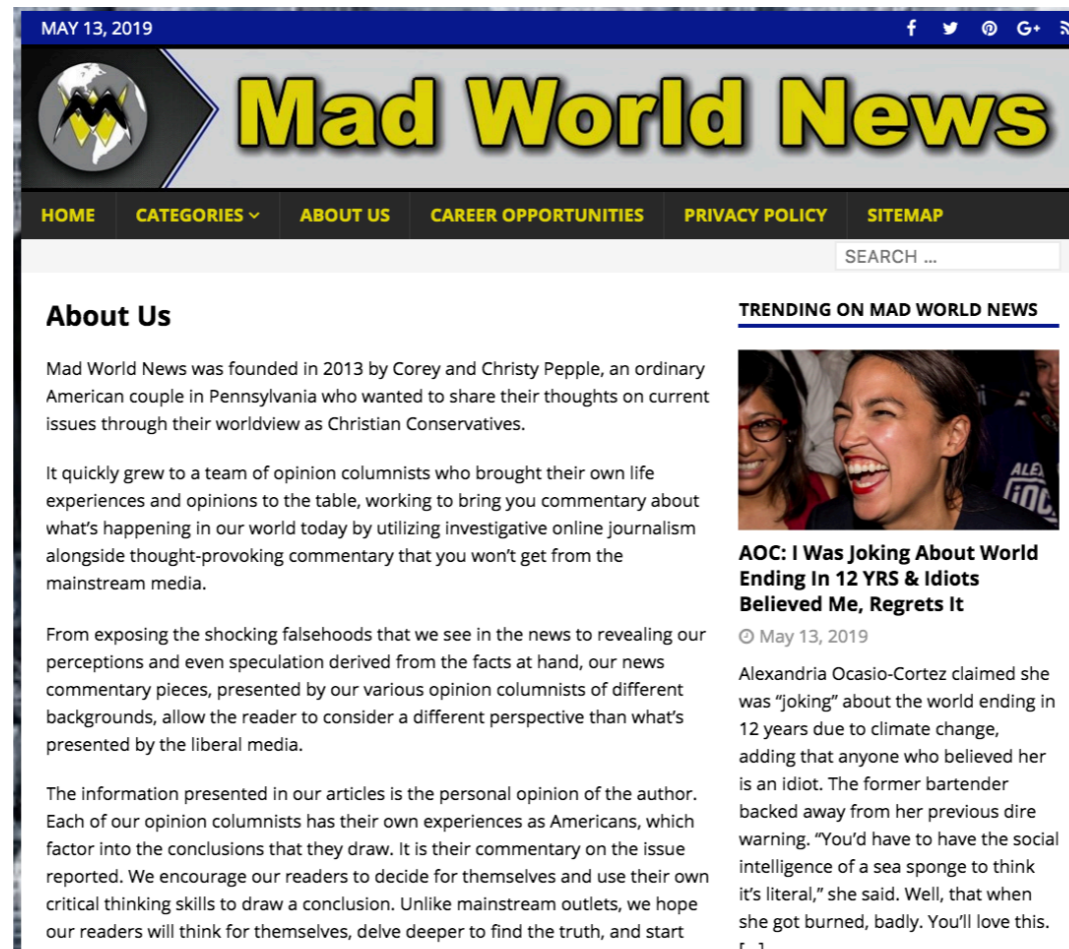 MAY 13, 2019
Mad World News
HOME CATEGORIES ABOUT US CAREER OPPORTUNITIES PRIVACY POLICY SITEMAP
SEARCH ...
About Us
Mad World News was founded in 2013 by Corey and Christy Pepple, an ordinary
American couple in Pennsylvania who wanted to share their thoughts on current
issues through their worldview as Christian Conservatives.
It quickly grew to a team of opinion columnists who brought their own life
experiences and opinions to the table, working to bring you commentary about
what's happening in our world today by utilizing investigative online journalism
alongside thought-provoking commentary that you won't get from the
mainstream media.
From exposing the shocking falsehoods that we see in the news to revealing our
perceptions and even speculation derived from the facts at hand, our news
commentary pieces, presented by our various opinion columnists of different
backgrounds, allow the reader to consider a different perspective than what's
presented by the liberal media.
The information presented in our articles is the personal opinion of the author.
Each of our opinion columnists has their own experiences as Americans, which
factor into the conclusions that they draw. It is their commentary on the issue
reported. We encourage our readers to decide for themselves and use their own
critical thinking skills to draw a conclusion. Unlike mainstream outlets, we hope
our readers will think for themselves, delve deeper to find the truth, and start
TRENDING ON MAD WORLD NEWS
AOC: I Was Joking About World
Ending In 12 YRS & Idiots
Believed Me, Regrets It
May 13, 2019
Alexandria Ocasio-Cortez claimed she
was "joking" about the world ending in
12 years due to climate change,
adding that anyone who believed her
is an idiot. The former bartender
backed away from her previous dire
warning. "You'd have to have the social
intelligence of a sea sponge to think
it's literal," she said. Well, that when
she got burned, badly. You'll love this.